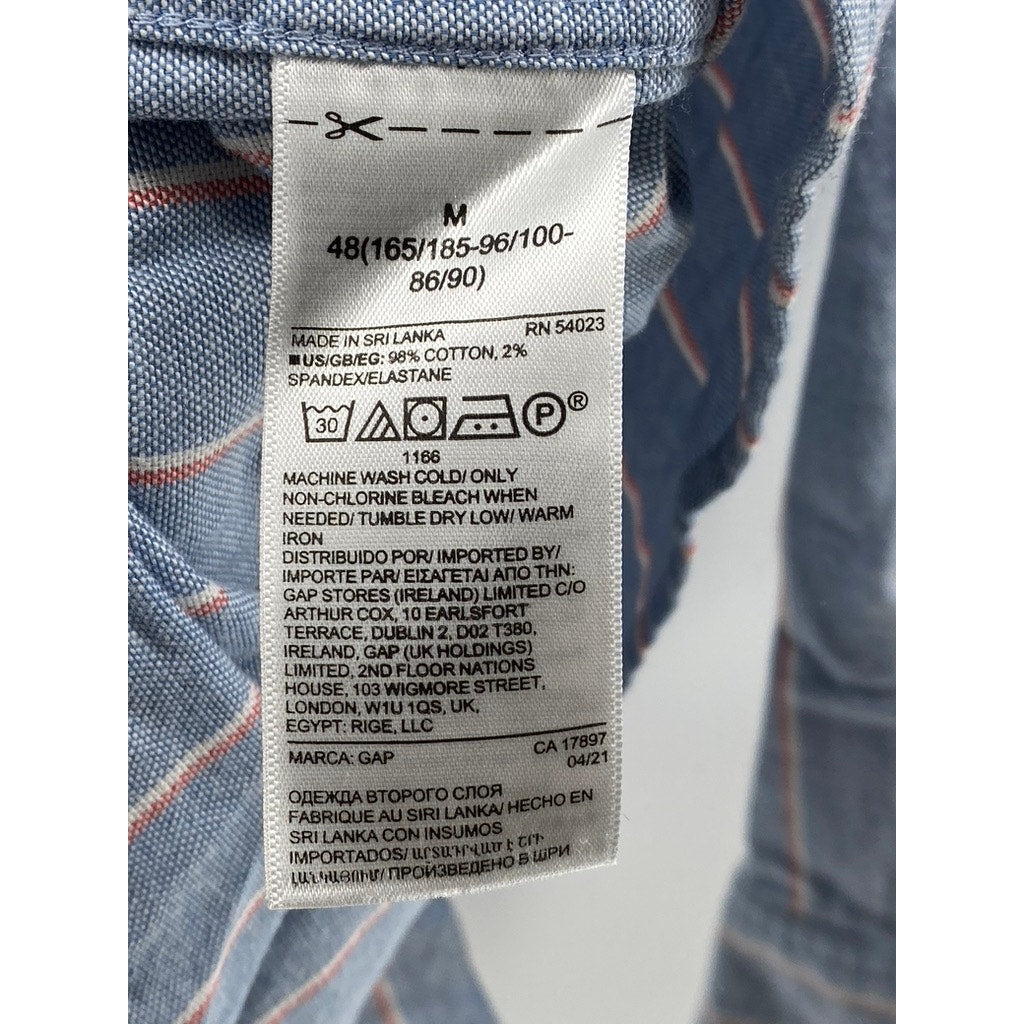 M
48(165/185-96/100-
86/90)
MADE IN SRI LANKA RN 54023
US/GB/EG: 98% COTTON, 2%
SPANDEX/ELASTANE
30 P®
1166
MACHINE WASH COLD/ ONLY
NON-CHLORINE BLEACH WHEN
NEEDED/ TUMBLE DRY LOW/ WARM
IRON
DISTRIBUIDO POR/ IMPORTED BY/
IMPORTE PAR/ ΕΙΣΑΓΕΤΑΙ ΑΠΟ ΤΗΝ:
GAP STORES (IRELAND) LIMITED C/O
ARTHUR COX, 10 EARLSFORT
TERRACE, DUBLIN 2, D02 T380,
IRELAND, GAP (UK HOLDINGS)
LIMITED, 2ND FLOOR NATIONS
HOUSE, 103 WIGMORE STREET,
LONDON, W1U 1QS, UK,
EGYPT: RIGE, LLC
MARCA: GAP CA 17897
04/21
ОДЕЖДА ВТОРОГО СЛОЯ
FABRIQUE AU SIRI LANKA/ HECHO EN
SRI LANKA CON INSUMOS
IMPORTADOS/ ԱՐՏԱԴՐՎԱԾ Է ՇՐԻ
ԼԱՆԿԱՅՈՒՄ/ ПРОИЗВЕДЕНО В ШРИ